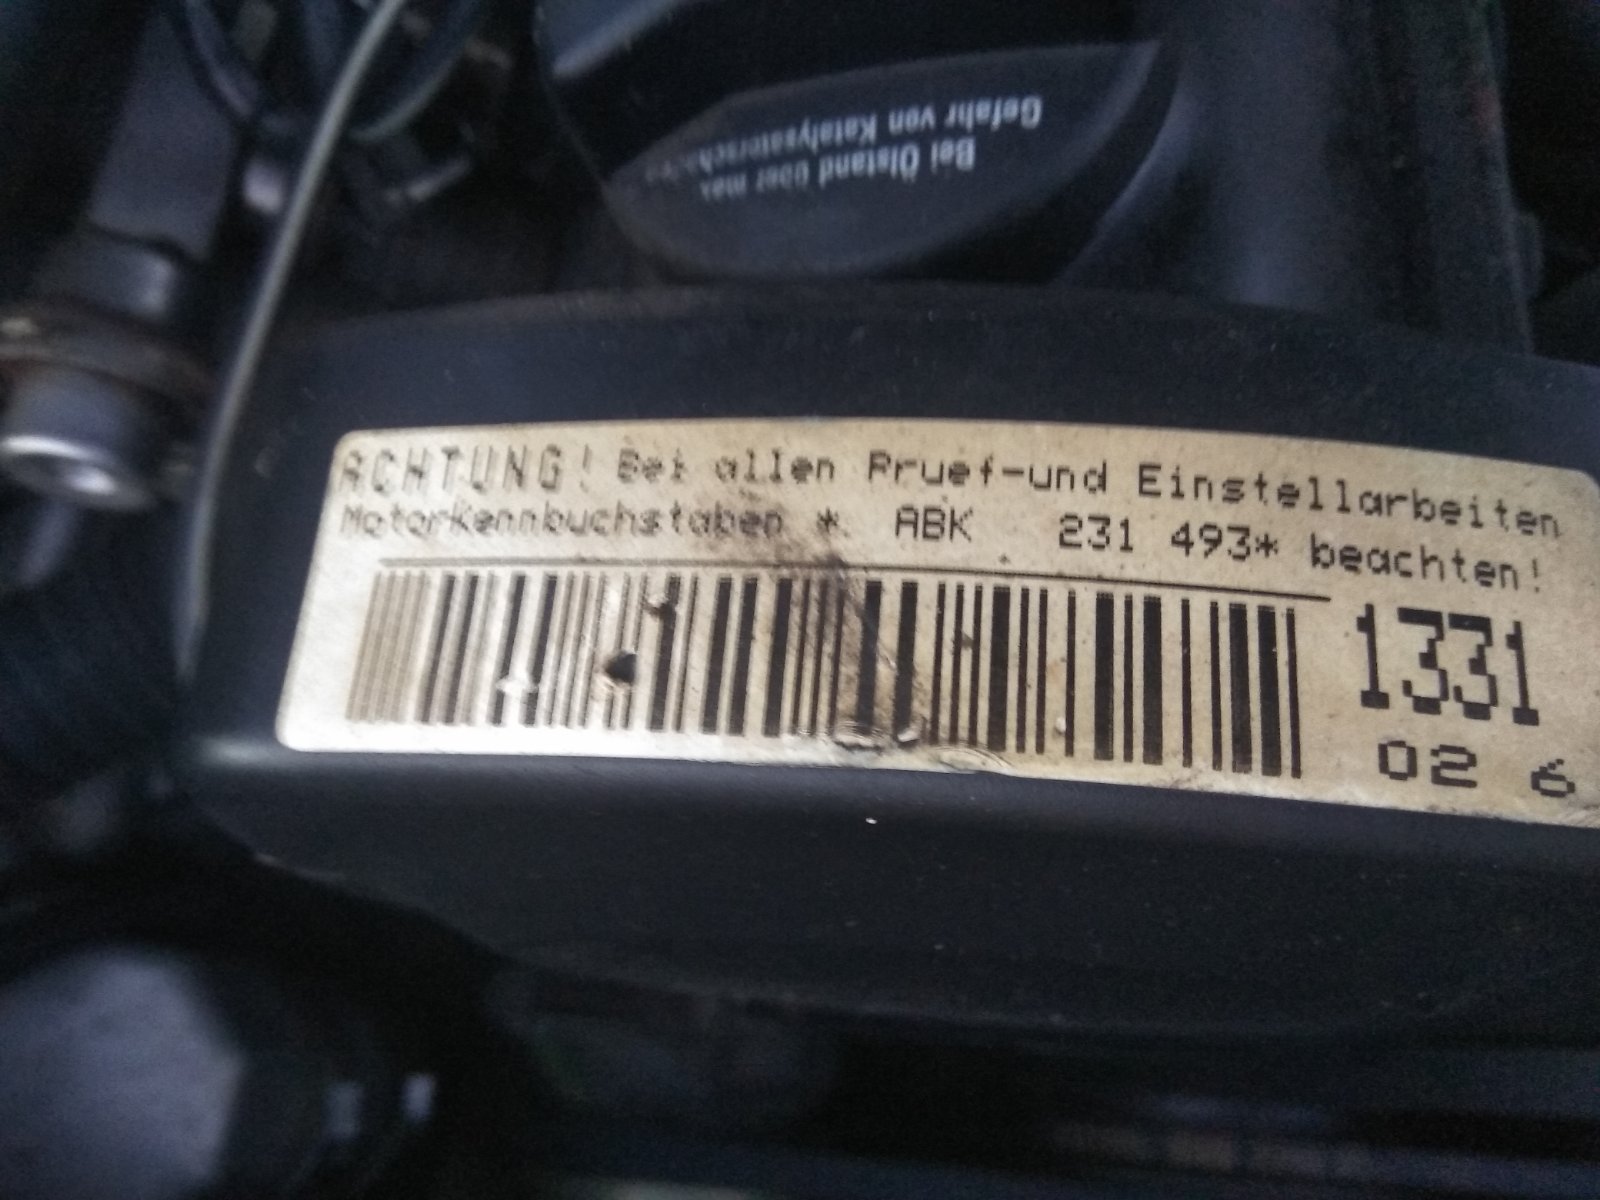 Bei Ölstand über max
Gefahr von
ACHTUNG! Bei allen Pruef-und Einstellarbeiten
Motorkennbuchstaben * ABK 231 493* beachten!
1331
02 6